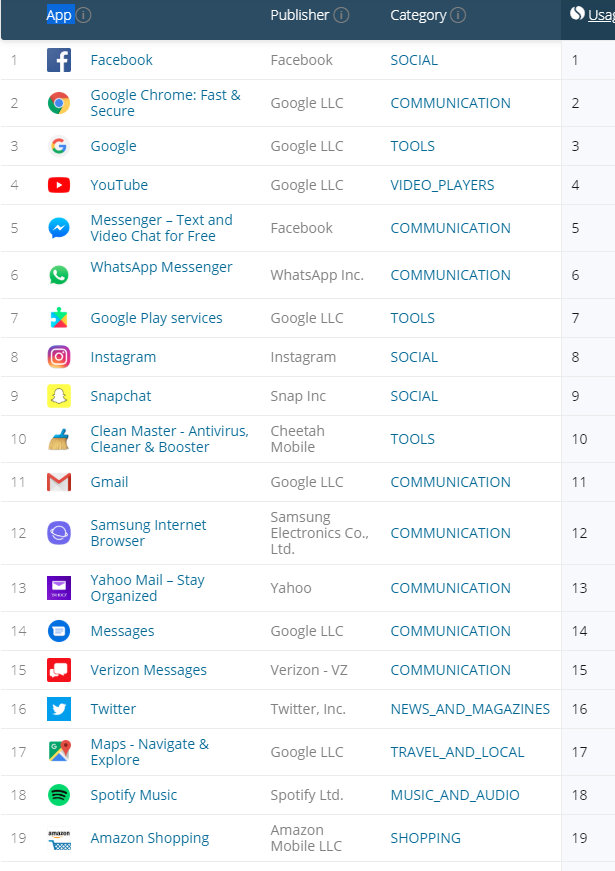 App Publisher Category Usag
1 Facebook Facebook SOCIAL 1
2 Google Chrome: Fast & Secure Google LLC COMMUNICATION 2
3 Google Google LLC TOOLS 3
4 YouTube Google LLC VIDEO_PLAYERS 4
5 Messenger – Text and Video Chat for Free Facebook COMMUNICATION 5
6 WhatsApp Messenger WhatsApp Inc. COMMUNICATION 6
7 Google Play services Google LLC TOOLS 7
8 Instagram Instagram SOCIAL 8
9 Snapchat Snap Inc SOCIAL 9
10 Clean Master - Antivirus, Cleaner & Booster Cheetah Mobile TOOLS 10
11 Gmail Google LLC COMMUNICATION 11
12 Samsung Internet Browser Samsung Electronics Co., Ltd. COMMUNICATION 12
13 Yahoo Mail – Stay Organized Yahoo COMMUNICATION 13
14 Messages Google LLC COMMUNICATION 14
15 Verizon Messages Verizon - VZ COMMUNICATION 15
16 Twitter Twitter, Inc. NEWS_AND_MAGAZINES 16
17 Maps - Navigate & Explore Google LLC TRAVEL_AND_LOCAL 17
18 Spotify Music Spotify Ltd. MUSIC_AND_AUDIO 18
19 amazon Amazon Shopping Amazon Mobile LLC SHOPPING 19